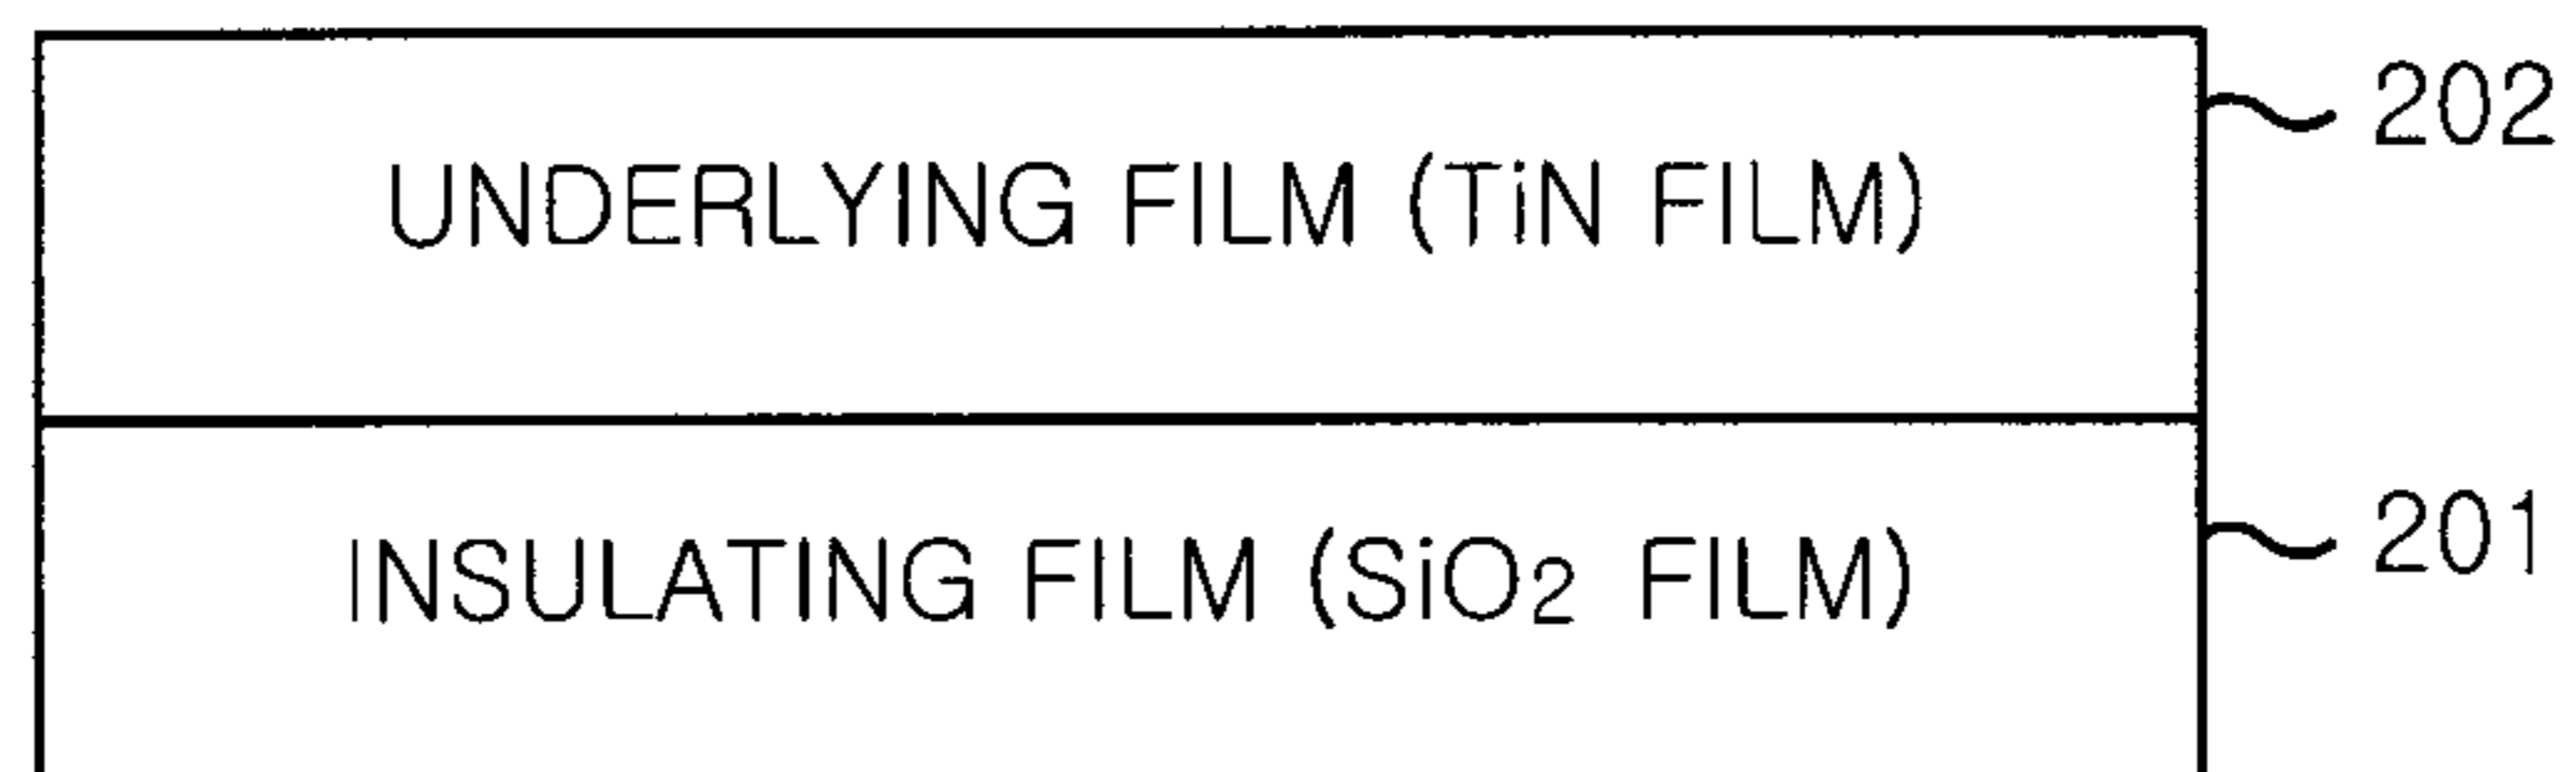 202
UNDERLYING FILM (TiN FILM)
201
INSULATING FILM (SiO2 FILM)